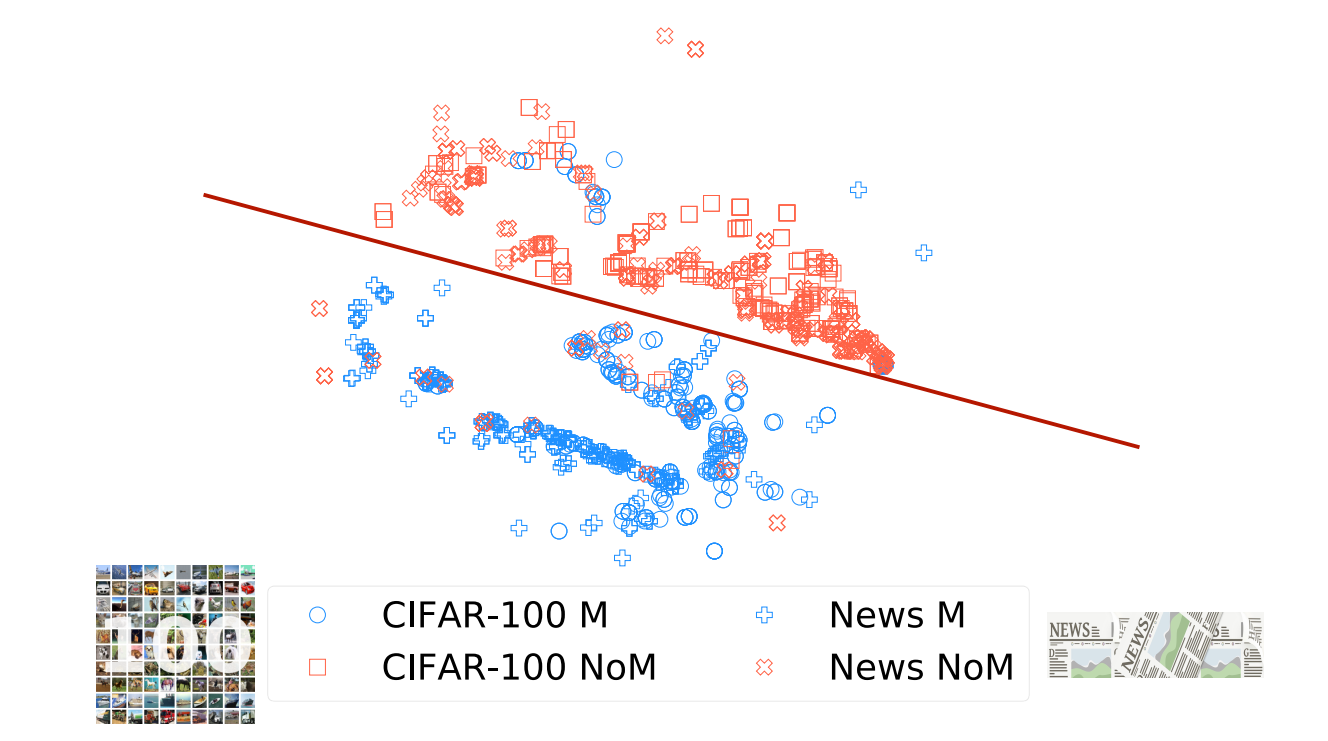 CIFAR-100 M
News M
CIFAR-100 NoM
News NoM
100
NEWS
NEWS